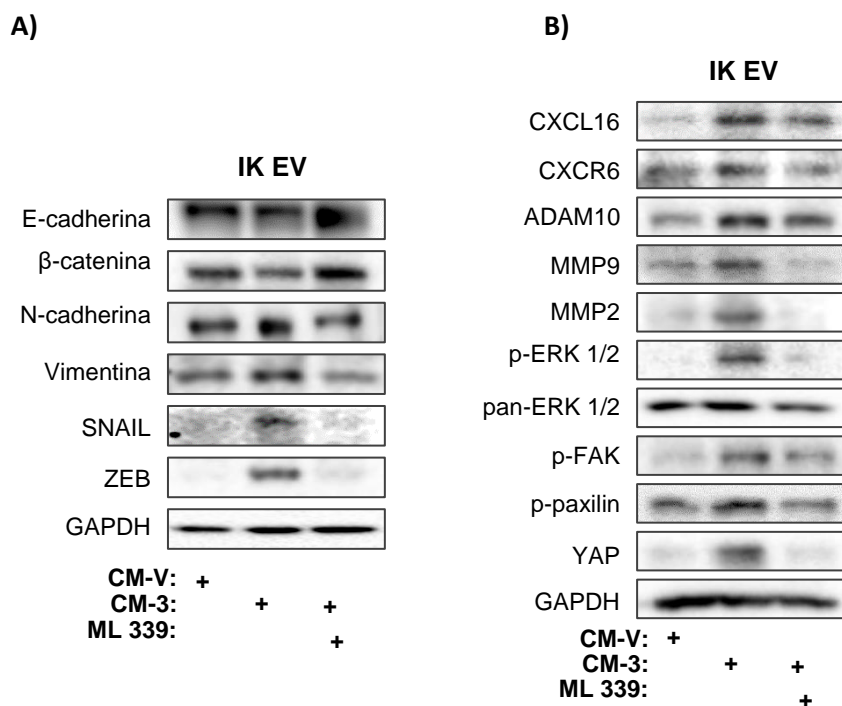 A)
IK EV
E-cadherina
β-catenina
N-cadherina
Vimentina
SNAIL
ZEB
GAPDH
CM-V: +
CM-3: + +
ML 339: +
B)
IK EV
CXCL16
CXCR6
ADAM10
MMP9
MMP2
p-ERK 1/2
pan-ERK 1/2
p-FAK
p-paxilin
YAP
GAPDH
CM-V: +
CM-3: + +
ML 339: +